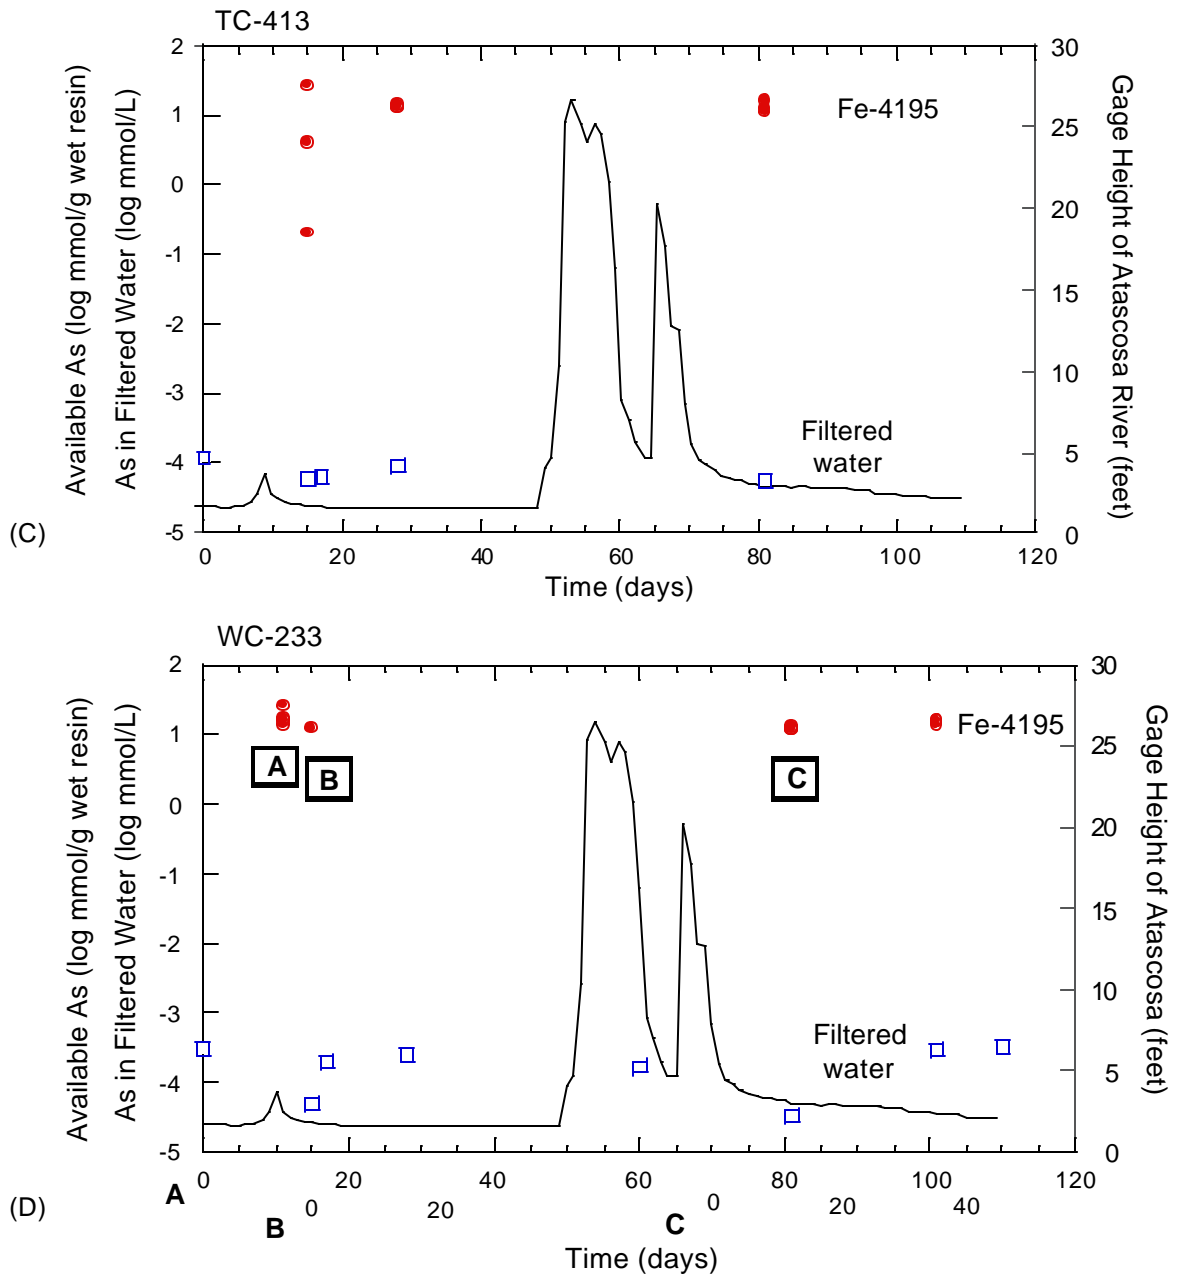 TC-413
2
1
0
-1
-2
-3
-4
-5
Available As (log mmol/g wet resin)
As in Filtered Water (log mmol/L)
30
25
20
15
10
5
0
Gage Height of Atascosa River (feet)
Fe-4195
Filtered
water
0 20 40 60 80 100 120
Time (days)
(C)
WC-233
2
1
0
-1
-2
-3
-4
-5
Available As (log mmol/g wet resin)
As in Filtered Water (log mmol/L)
30
25
20
15
10
5
0
Gage Height of Atascosa (feet)
Fe-4195
A
B
C
Filtered
water
0 20 40 60 80 100 120
A
0 20 0 20 40
B C
Time (days)
(D)